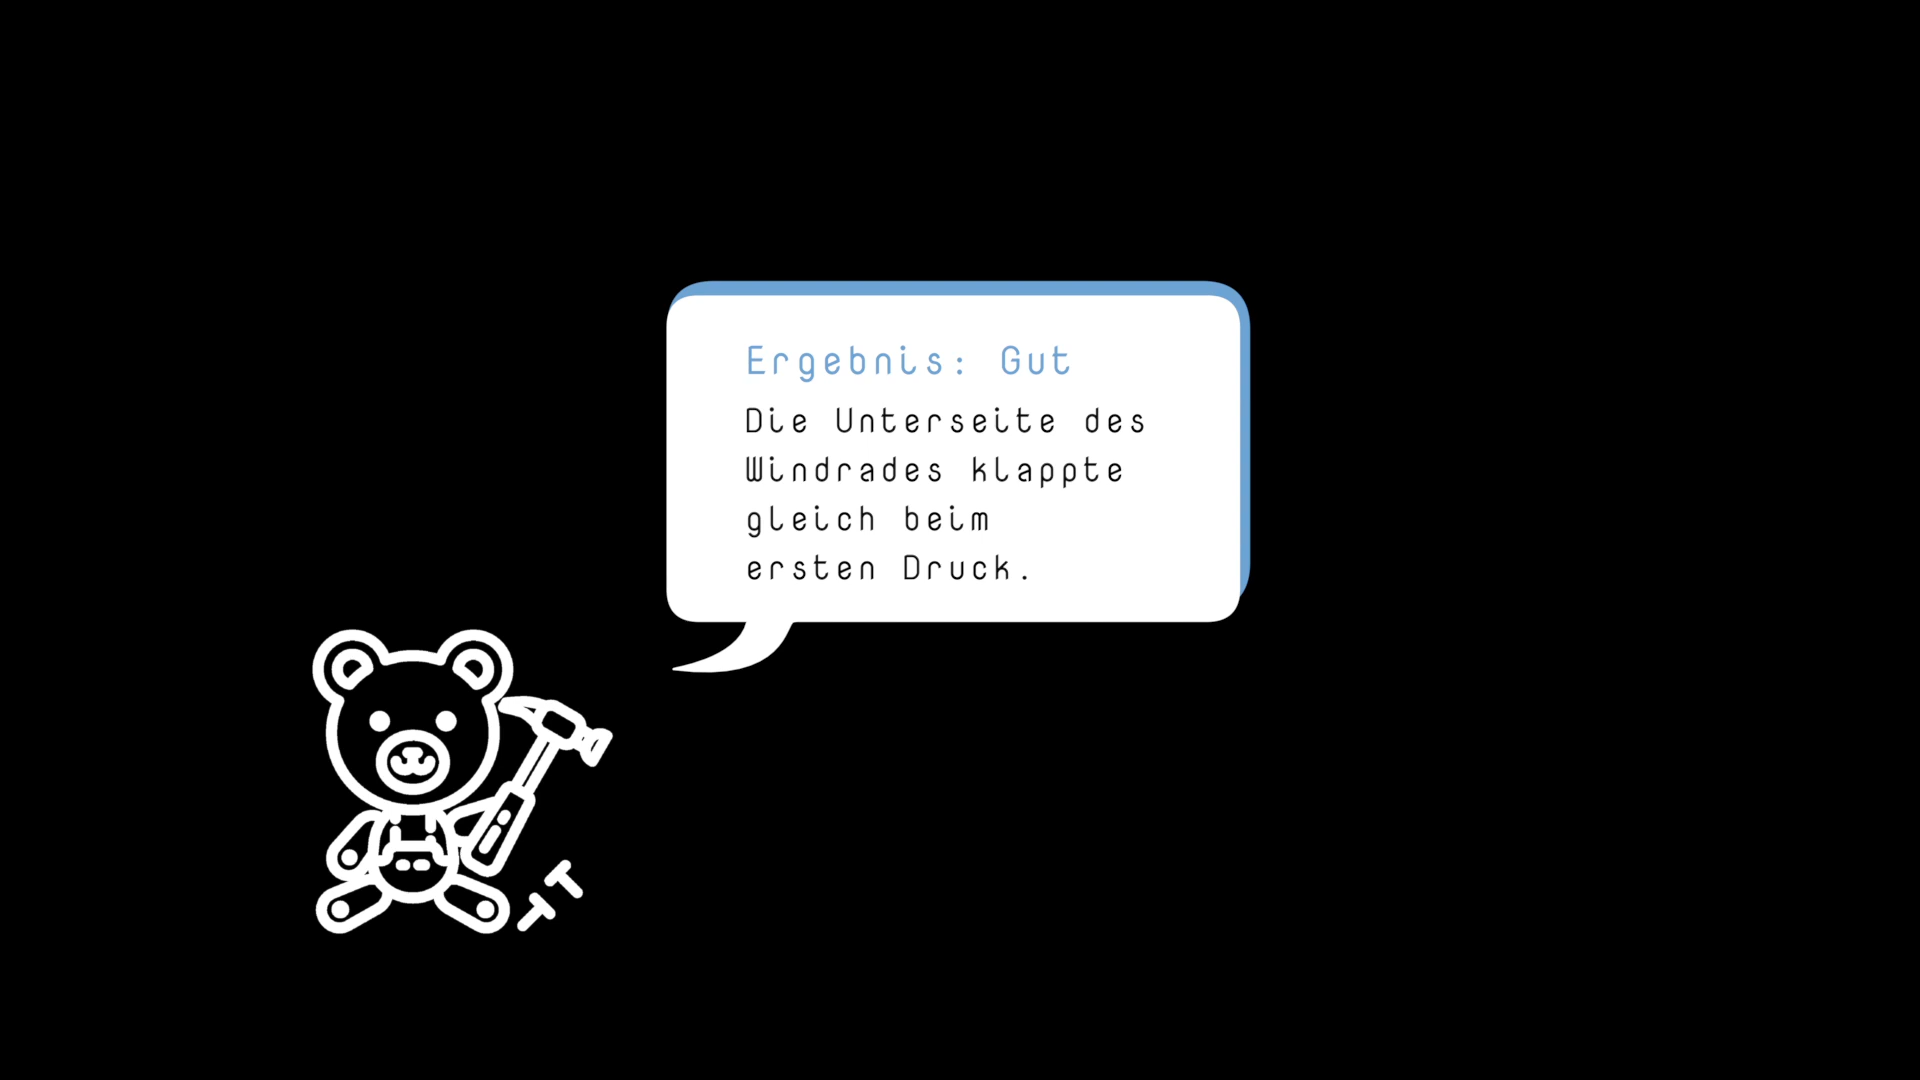 Ergebnis: Gut
Die Unterseite des
Windrades klappte
gleich beim
ersten Druck.